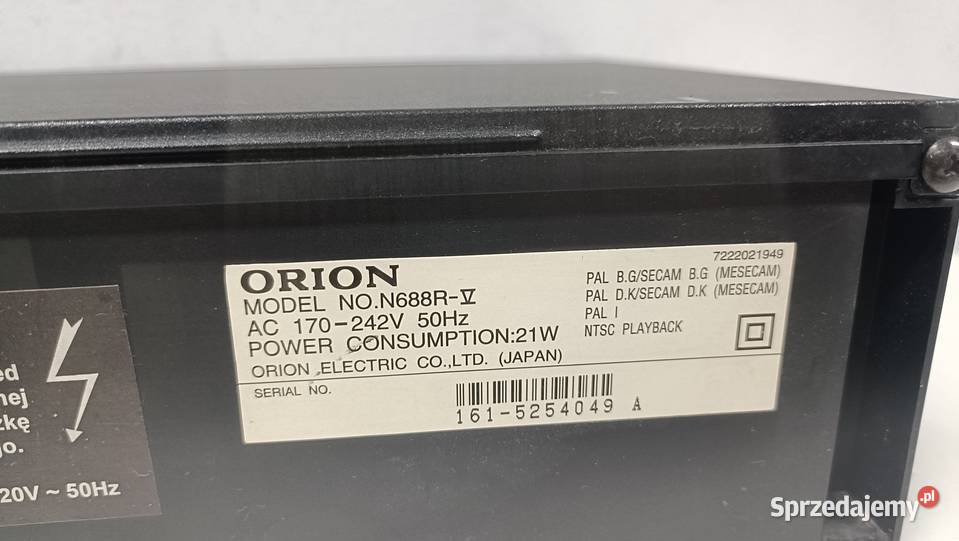 7222021949
ORION
MODEL NO.N688R-V
AC 170-242V 50Hz
POWER CONSUMPTION:21W
ORION ELECTRIC CO.,LTD. (JAPAN)
PAL B.G/SECAM B.G (MESECAM)
PAL D.K/SECAM D.K (MESECAM)
PAL I
NTSC PLAYBACK
SERIAL NO.
161-5254049 A
ed
nej
zkę
go.
20V ~ 50Hz
Sprzedajemy.pl